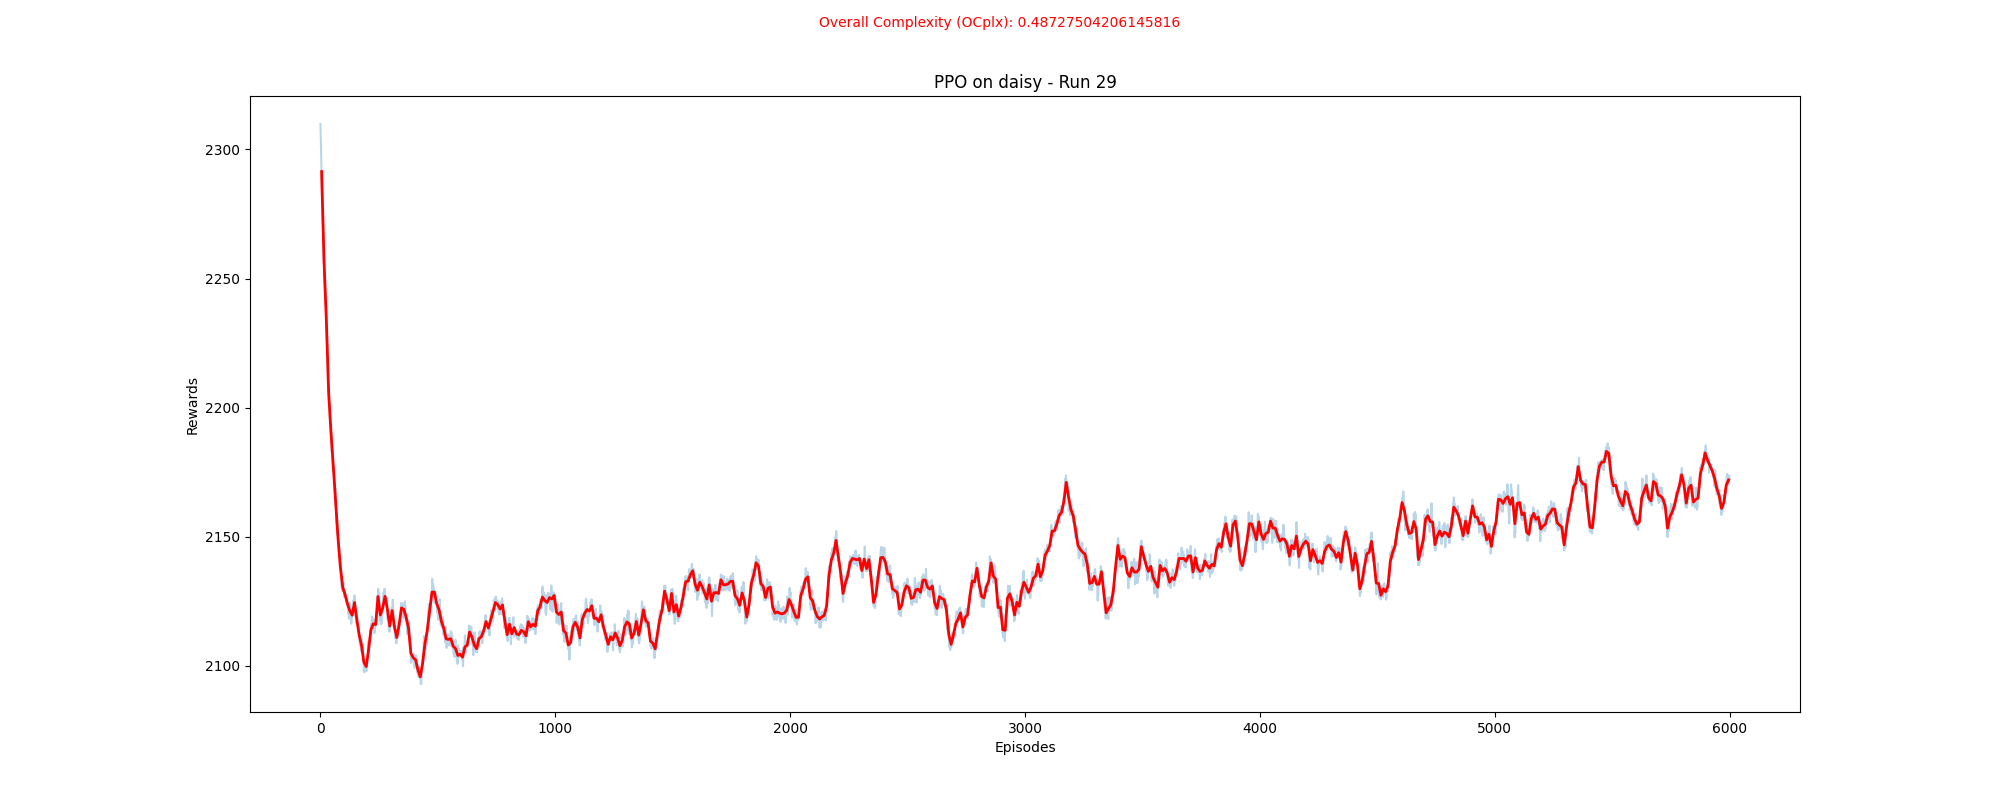 Overall Complexity (OCplx): 0.48727504206145816
PPO on daisy - Run 29
2300
2250
2200
2150
2100
Rewards
0 1000 2000 3000 4000 5000 6000
Episodes